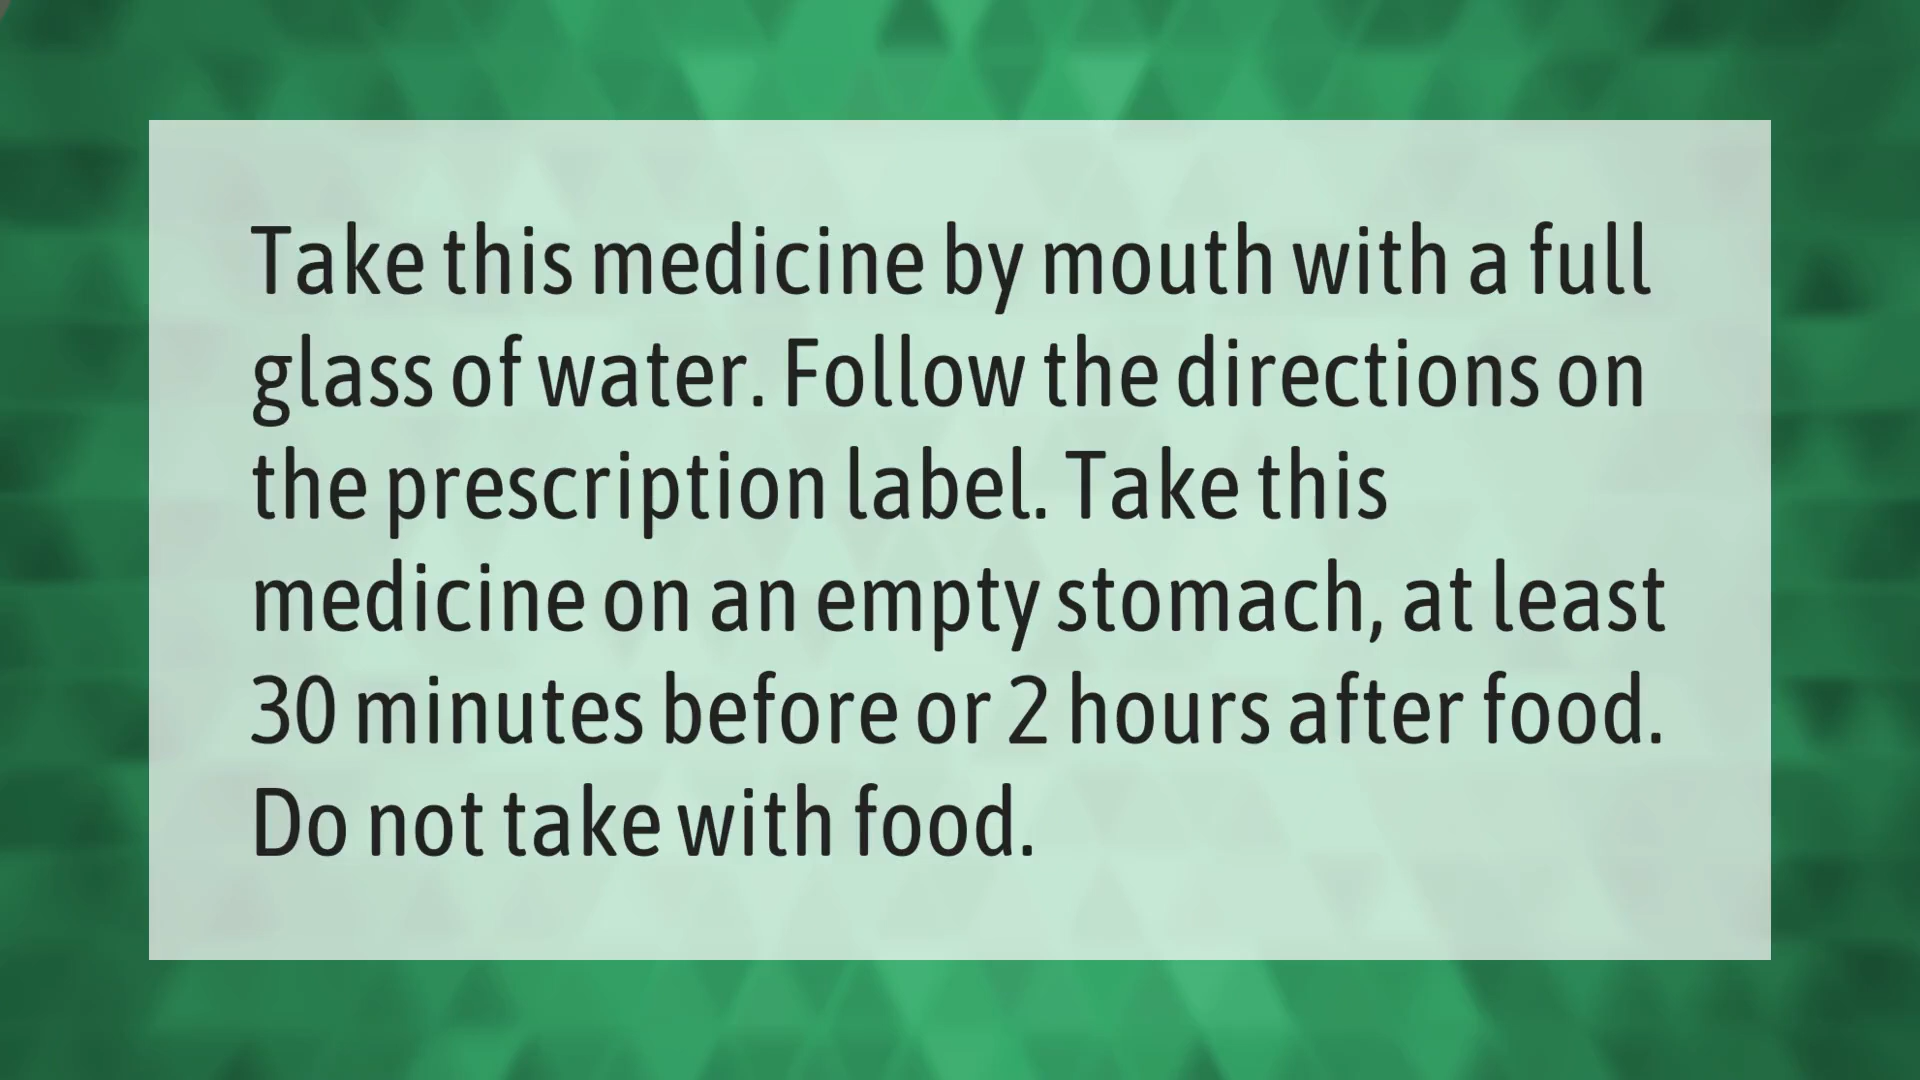 Take this medicine by mouth with a full
glass of water. Follow the directions on
the prescription label. Take this
medicine on an empty stomach, at least
30 minutes before or 2 hours after food.
Do not take with food.